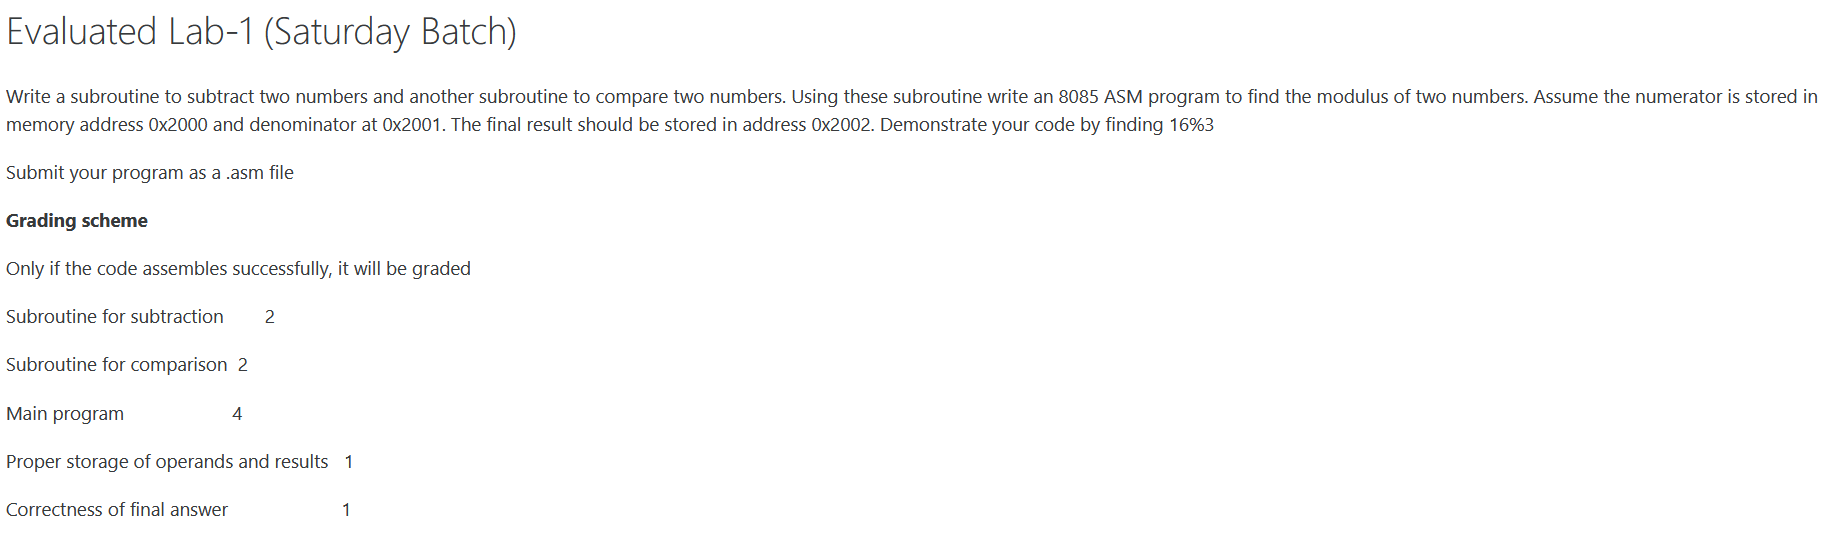 Evaluated Lab-1 (Saturday Batch)
Write a subroutine to subtract two numbers and another subroutine to compare two numbers. Using these subroutine write an 8085 ASM program to find the modulus of two numbers. Assume the numerator is stored in
memory address 0x2000 and denominator at 0x2001. The final result should be stored in address 0x2002. Demonstrate your code by finding 16%3
Submit your program as a .asm file
Grading scheme
Only if the code assembles successfully, it will be graded
Subroutine for subtraction 2
Subroutine for comparison 2
Main program 4
Proper storage of operands and results 1
Correctness of final answer 1